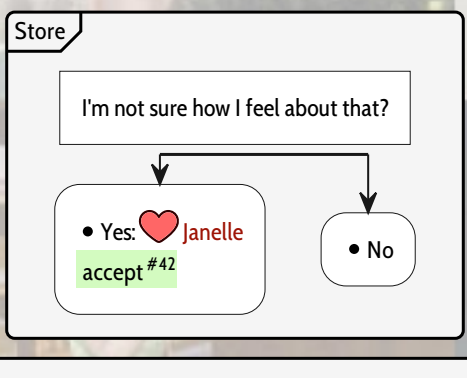 Store
I'm not sure how I feel about that?
• Yes: Janelle
accept #42
• No